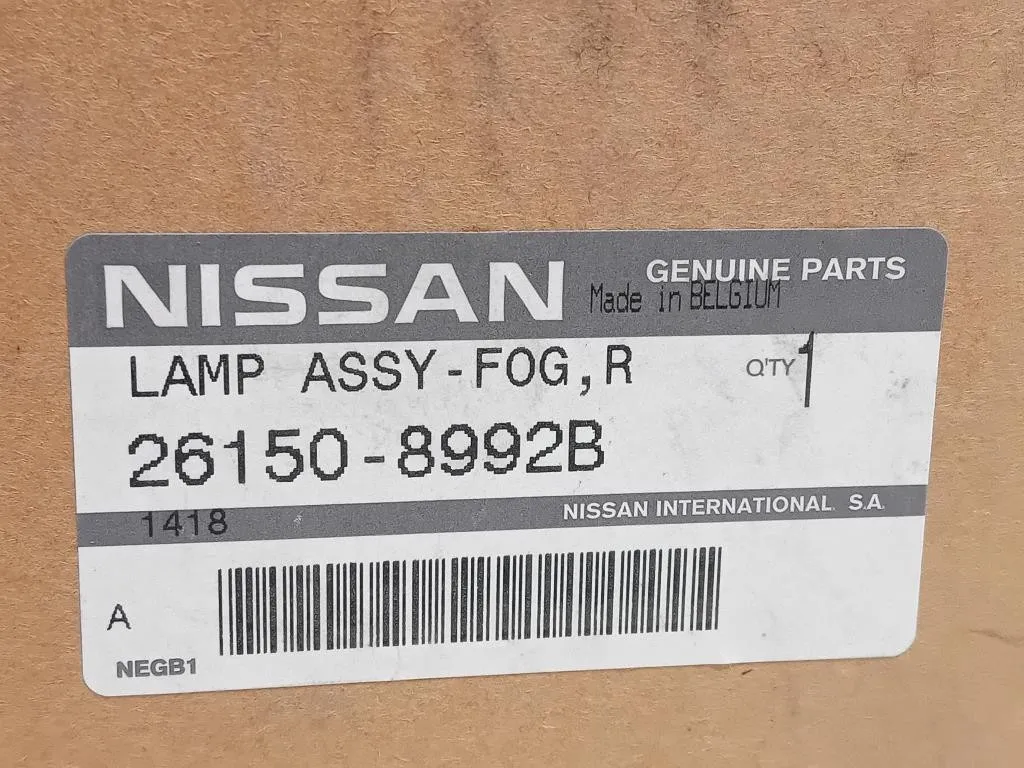 NISSAN
GENUINE PARTS
Made in BELGIUM
LAMP ASSY-FOG,R
Q'TY 1
26150-8992B
1418
NISSAN INTERNATIONAL S.A.
A
NEGB1